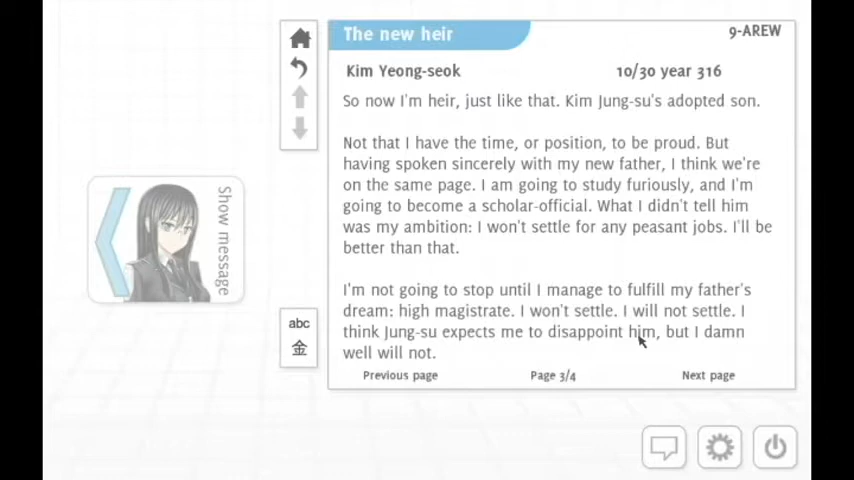 The new heir
9-AREW
Kim Yeong-seok
10/30 year 316
So now I'm heir, just like that. Kim Jung-su's adopted son.
Not that I have the time, or position, to be proud. But
having spoken sincerely with my new father, I think we're
on the same page. I am going to study furiously, and I'm
going to become a scholar-official. What I didn't tell him
was my ambition: I won't settle for any peasant jobs. I'll be
better than that.
I'm not going to stop until I manage to fulfill my father's
dream: high magistrate. I won't settle. I will not settle. I
think Jung-su expects me to disappoint him, but I damn
well will not.
Previous page
Page 3/4
Next page
Show message
abc
金